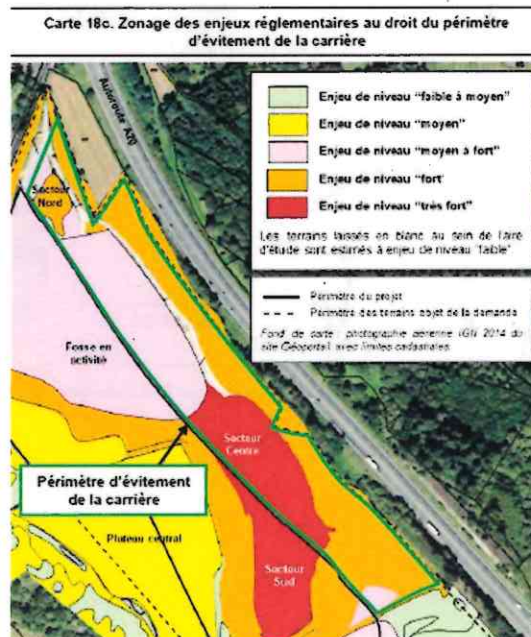 Carte 18c. Zonage des enjeux réglementaires au droit du périmètre
d'évitement de la carrière
Autoroute A20
Enjeu de niveau "faible à moyen"
Enjeu de niveau "moyen"
Enjeu de niveau "moyen à fort"
Enjeu de niveau "fort"
Enjeu de niveau "très fort"
Les terrains laissés en blanc au sein de l'aire
d'étude sont estimés à enjeu de niveau "faible"
Périmètre du projet
Périmètre des terrains objet de la demande
Fond de carte : photographie aérienne IGN 2014 du
site Géoportail avec limites cadastrales
Secteur
Nord
Fosse en
activité
Secteur
Centre
Périmètre d'évitement
de la carrière
Plateau central
Secteur
Sud